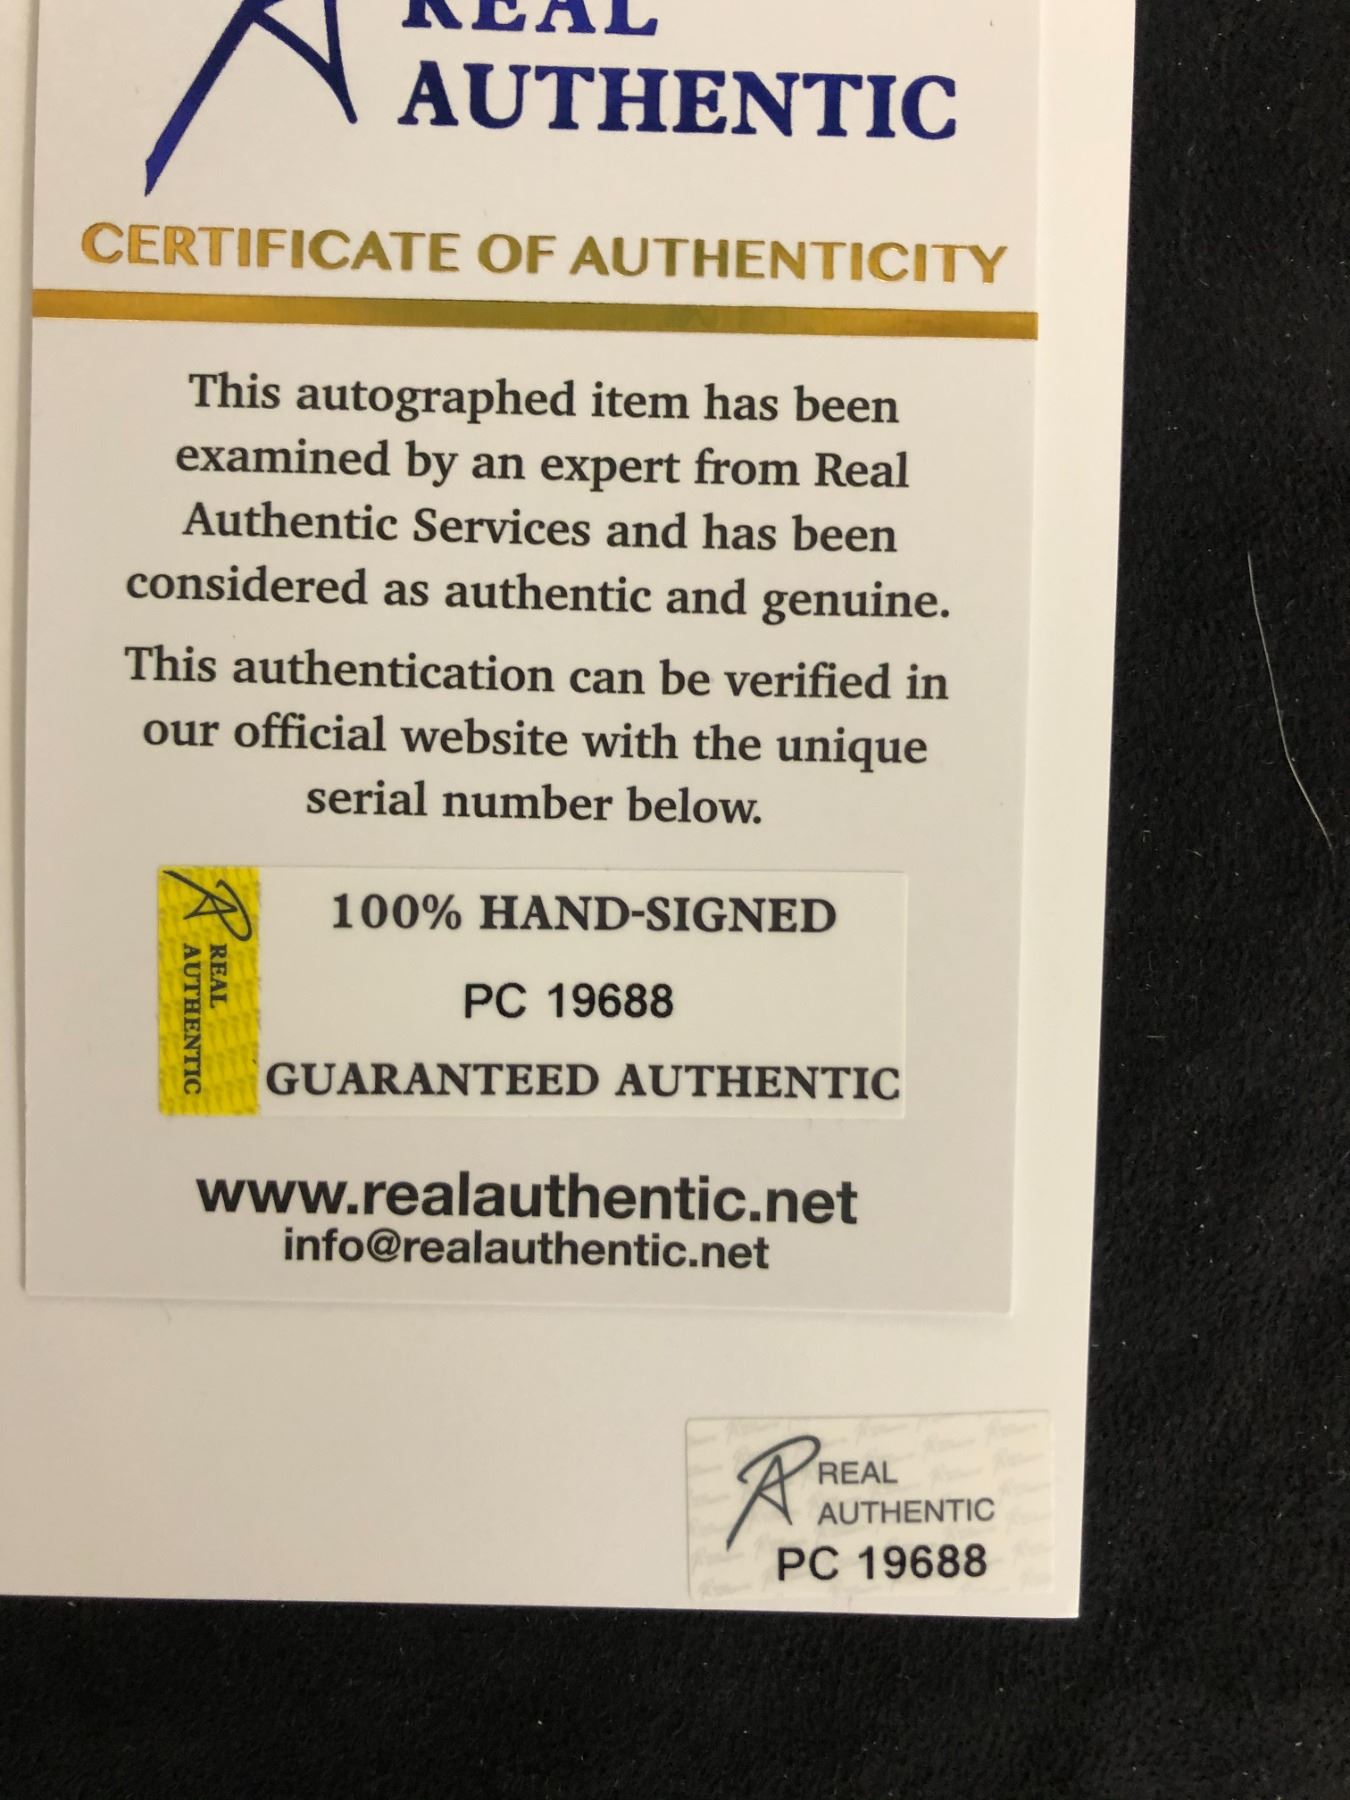 REAL
AUTHENTIC
CERTIFICATE OF AUTHENTICITY
This autographed item has been
examined by an expert from Real
Authentic Services and has been
considered as authentic and genuine.
This authentication can be verified in
our official website with the unique
serial number below.
REAL
AUTHENTIC
100% HAND-SIGNED
PC 19688
GUARANTEED AUTHENTIC
www.realauthentic.net
info@realauthentic.net
REAL
AUTHENTIC
PC 19688